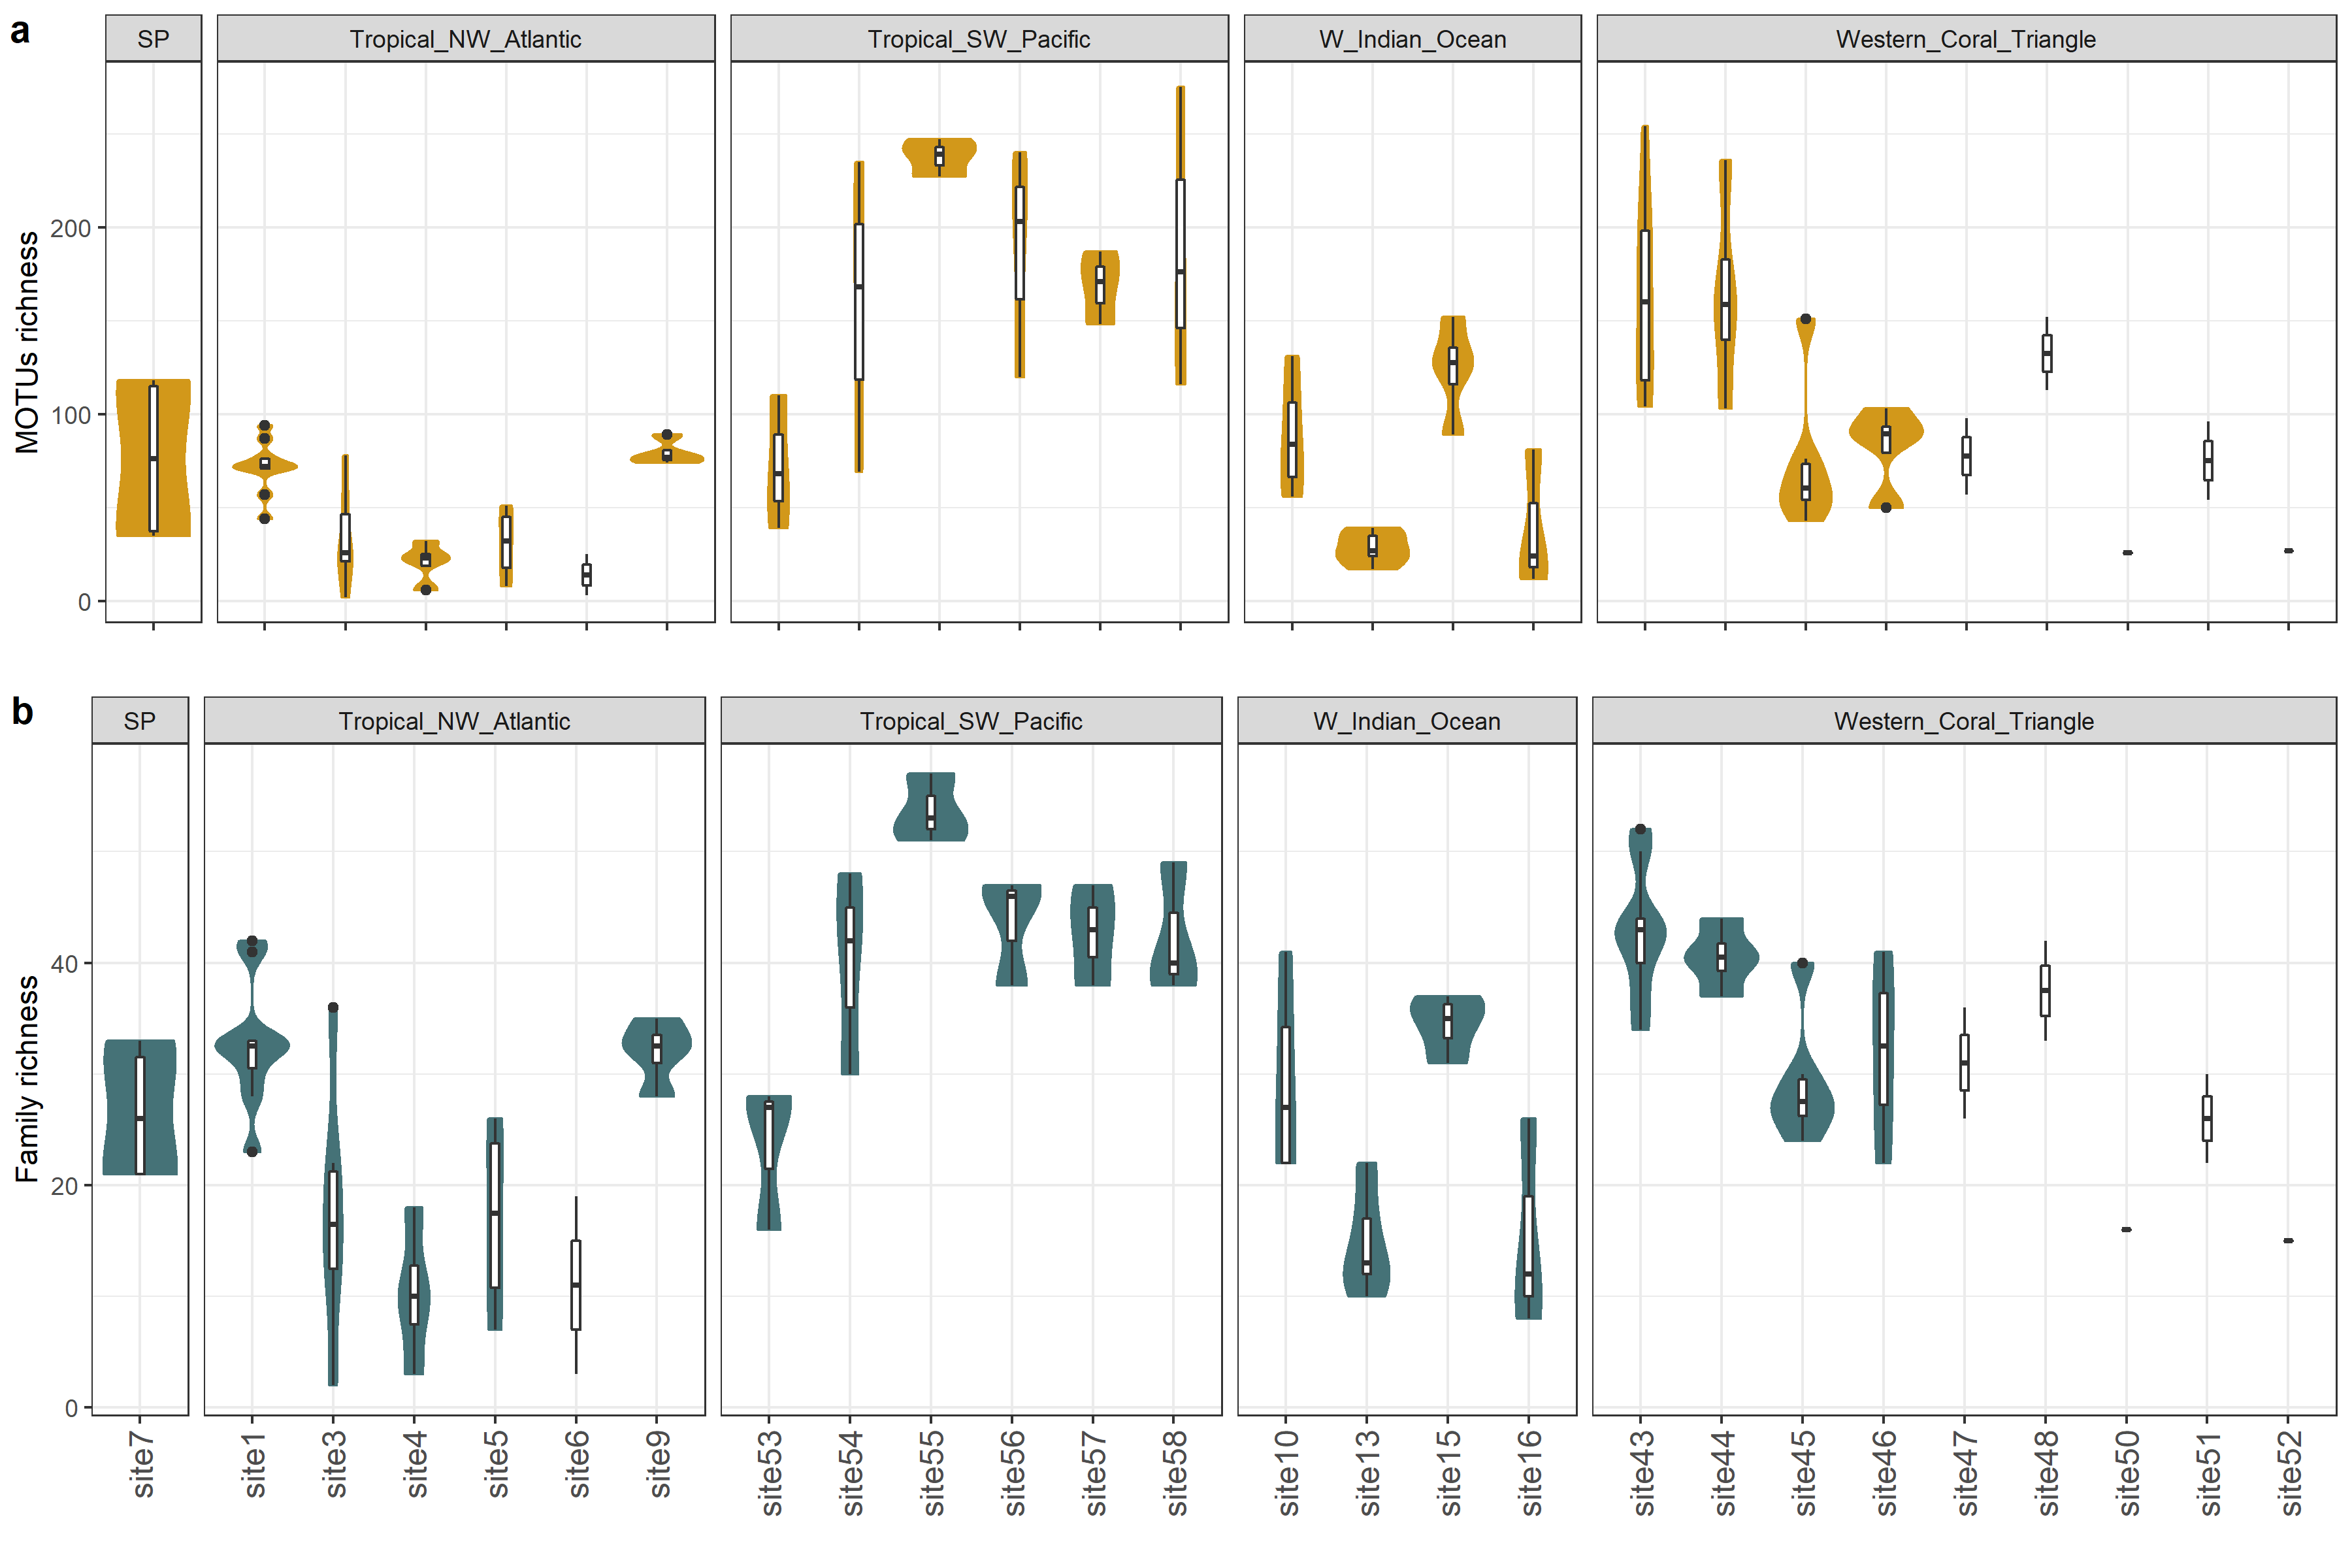 a
SP
Tropical_NW_Atlantic
Tropical_SW_Pacific
W_Indian_Ocean
Western_Coral_Triangle
MOTUs richness
200
100
0
b
SP
Tropical_NW_Atlantic
Tropical_SW_Pacific
W_Indian_Ocean
Western_Coral_Triangle
Family richness
40
20
0
site7
site1
site3
site4
site5
site6
site9
site53
site54
site55
site56
site57
site58
site10
site13
site15
site16
site43
site44
site45
site46
site47
site48
site50
site51
site52